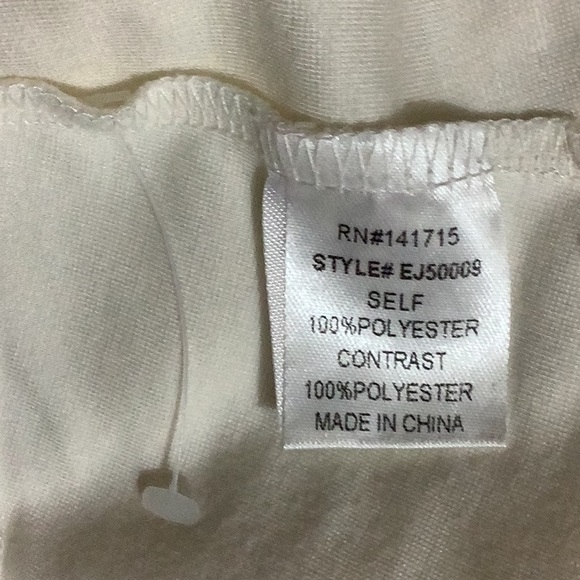 RN#141715
STYLE# EJ50009
SELF
100%POLYESTER
CONTRAST
100%POLYESTER
MADE IN CHINA